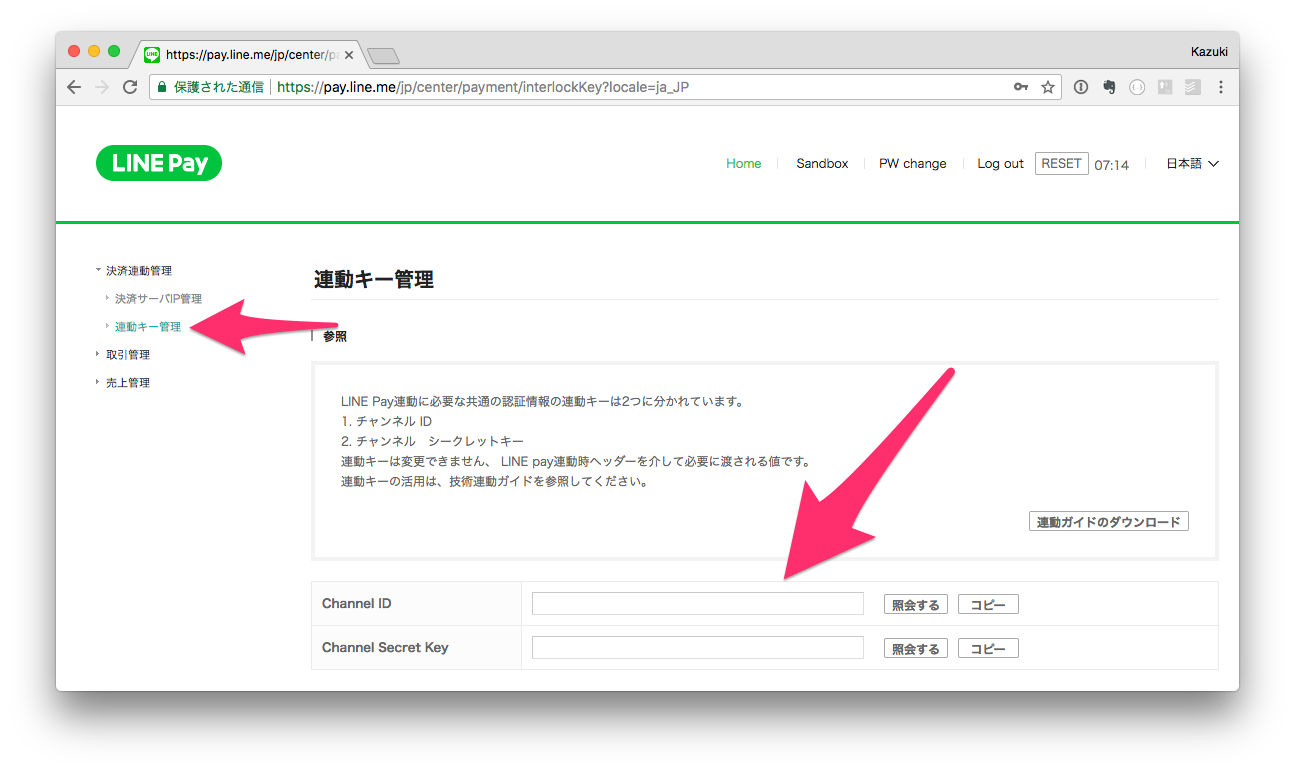 https://pay.line.me/jp/center/pa
Kazuki
保護された通信 https://pay.line.me/jp/center/payment/interlockKey?locale=ja_JP
LINE Pay
Home Sandbox PW change Log out RESET 07:14 日本語
決済連動管理
決済サーバIP管理
連動キー管理
取引管理
売上管理
連動キー管理
参照
LINE Pay連動に必要な共通の認証情報の連動キーは2つに分かれています。
1. チャンネル ID
2. チャンネル　シークレットキー
連動キーは変更できません、 LINE pay連動時ヘッダーを介して必要に渡される値です。
連動キーの活用は、技術連動ガイドを参照してください。
連動ガイドのダウンロード
Channel ID 照会する コピー
Channel Secret Key 照会する コピー